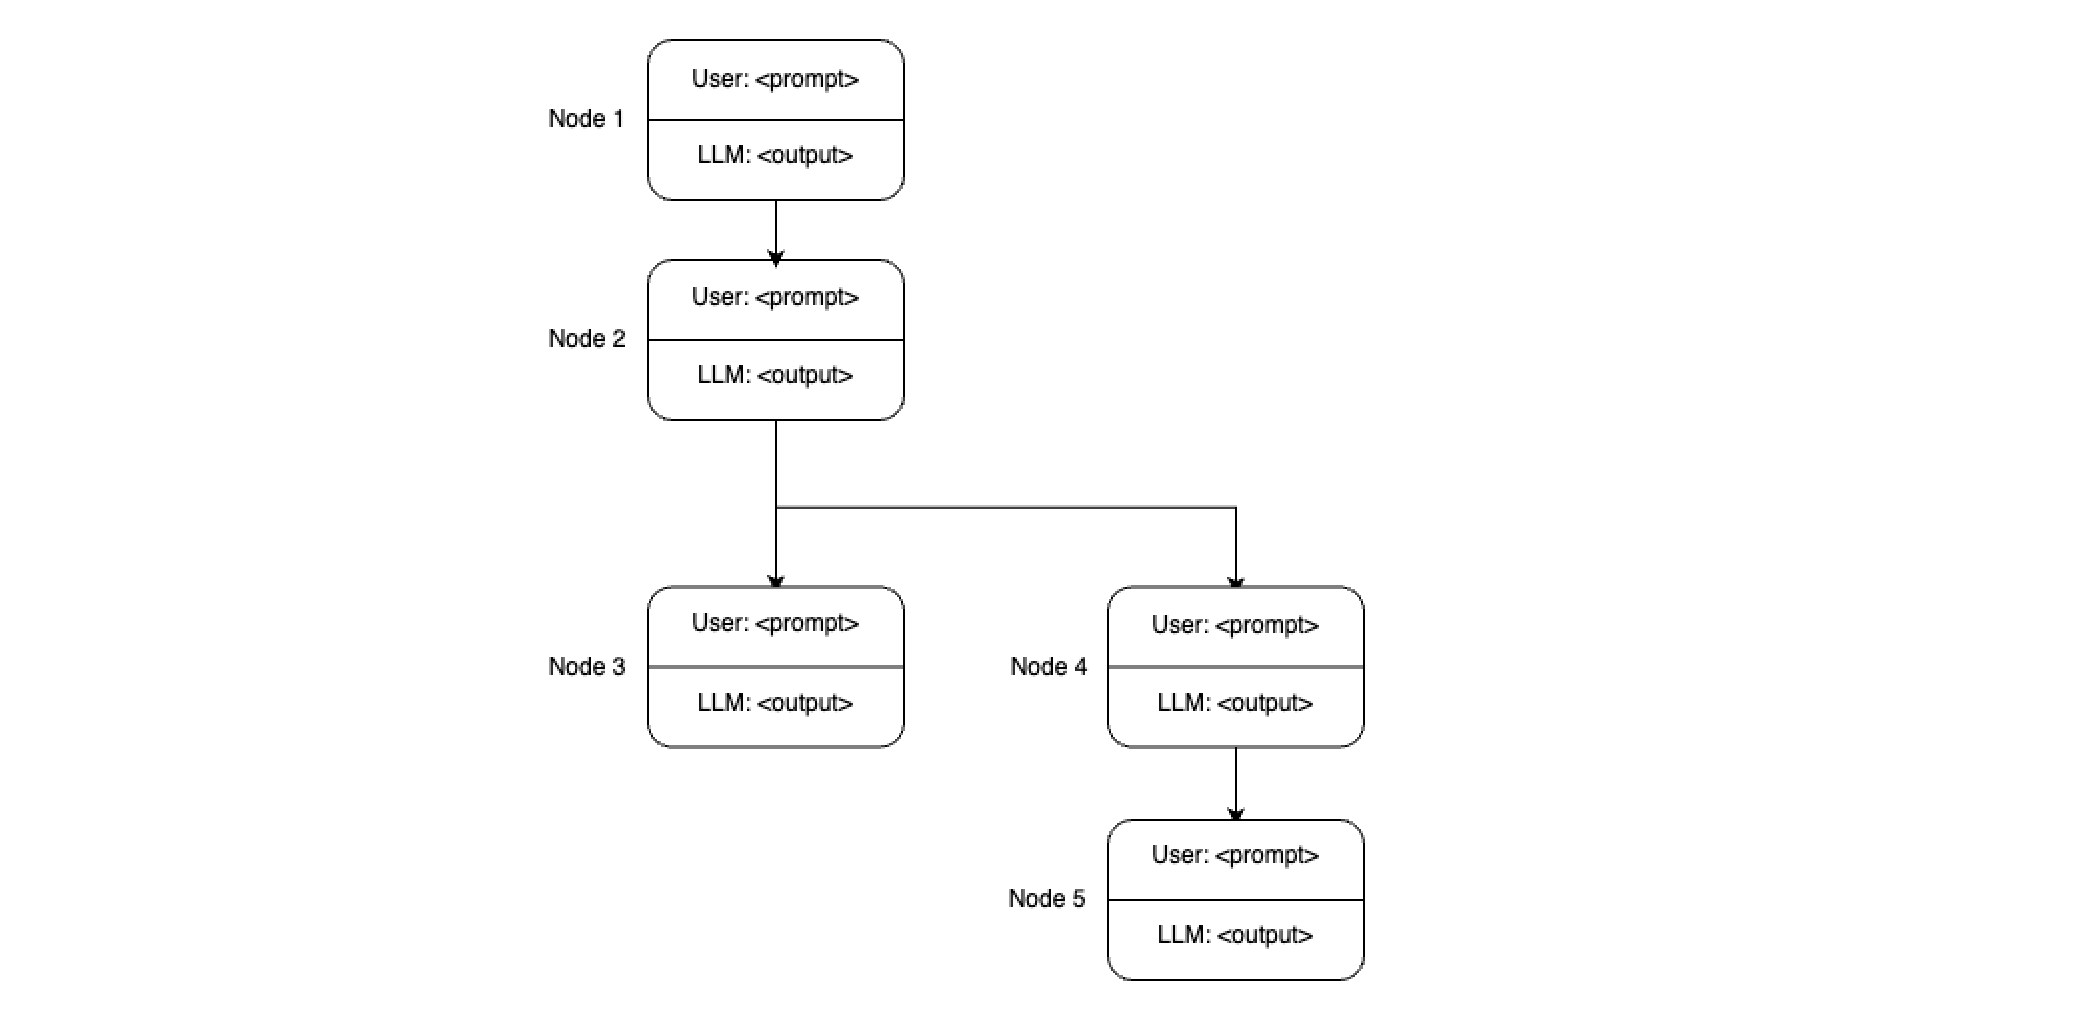 User: <prompt>
Node 1
LLM: <output>
User: <prompt>
Node 2
LLM: <output>
User: <prompt>
Node 3
LLM: <output>
User: <prompt>
Node 4
LLM: <output>
User: <prompt>
Node 5
LLM: <output>